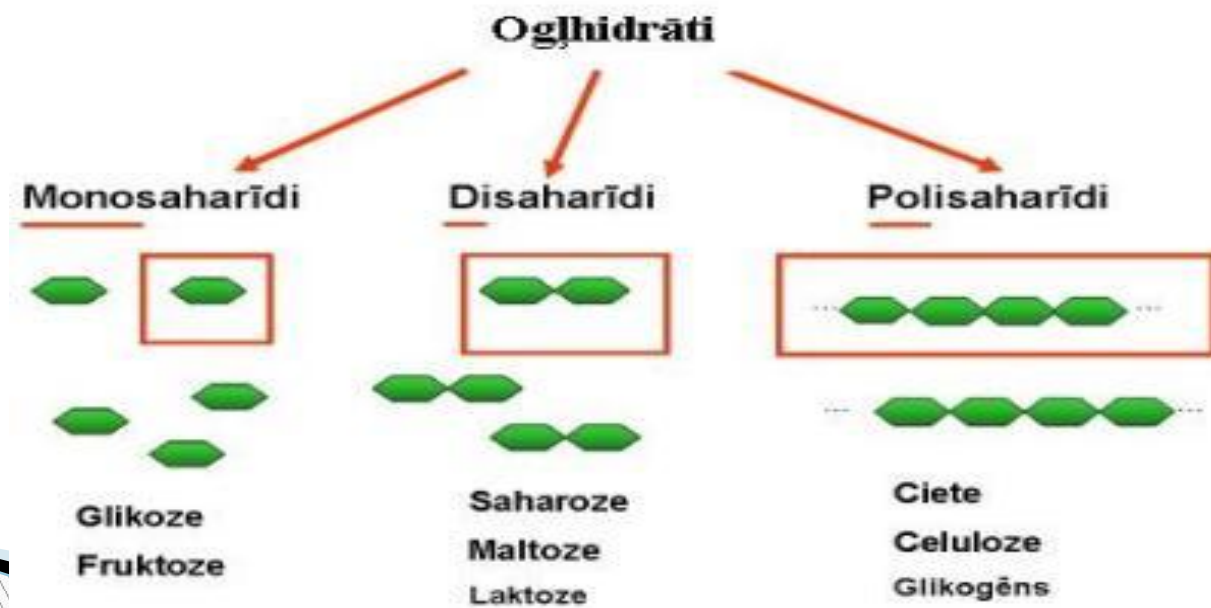 Ogļhidrāti
Monosaharīdi
Disaharīdi
Polisaharīdi
Glikoze
Fruktoze
Saharoze
Maltoze
Laktoze
Ciete
Celuloze
Glikogēns